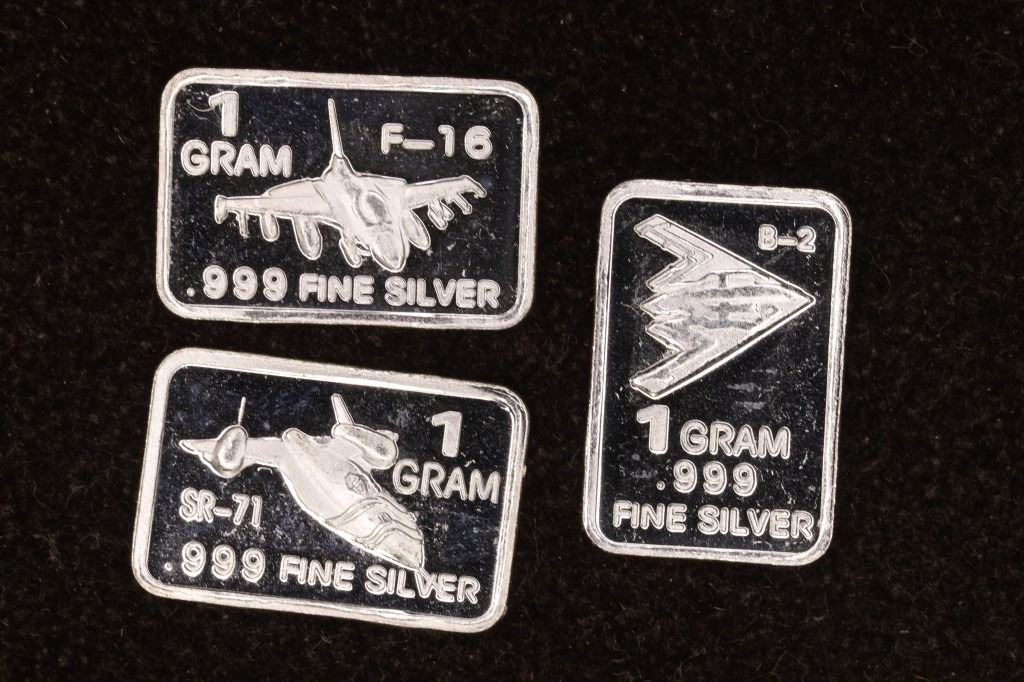 1
GRAM
F-16
.999 FINE SILVER
1
GRAM
SR-71
.999 FINE SILVER
B-2
1 GRAM
.999
FINE SILVER